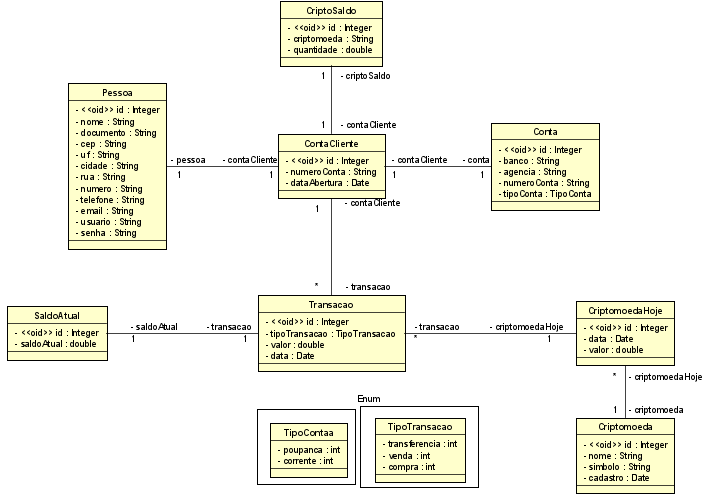 CriptoSaldo
- <<oid>> id : Integer
- criptomoeda : String
- quantidade : double
1
- criptoSaldo
1
- contaCliente
Pessoa
- <<oid>> id : Integer
- nome : String
- documento : String
- cep : String
- uf : String
- cidade : String
- rua : String
- numero : String
- telefone : String
- email : String
- usuario : String
- senha : String
- pessoa
1
- contaCliente
1
ContaCliente
- <<oid>> id : Integer
- numeroConta : String
- dataAbertura : Date
- contaCliente
1
- conta
1
Conta
- <<oid>> id : Integer
- banco : String
- agencia : String
- numeroConta : String
- tipoConta : TipoConta
- contaCliente
1
*
- transacao
SaldoAtual
- <<oid>> id : Integer
- saldoAtual : double
- saldoAtual
1
- transacao
1
Transacao
- <<oid>> id : Integer
- tipoTransacao : TipoTransacao
- valor : double
- data : Date
- transacao
*
- criptomoedaHoje
1
CriptomoedaHoje
- <<oid>> id : Integer
- data : Date
- valor : double
*
- criptomoedaHoje
1
- criptomoeda
Criptomoeda
- <<oid>> id : Integer
- nome : String
- simbolo : String
- cadastro : Date
Enum
TipoContaa
- poupanca : int
- corrente : int
TipoTransacao
- transferencia : int
- venda : int
- compra : int